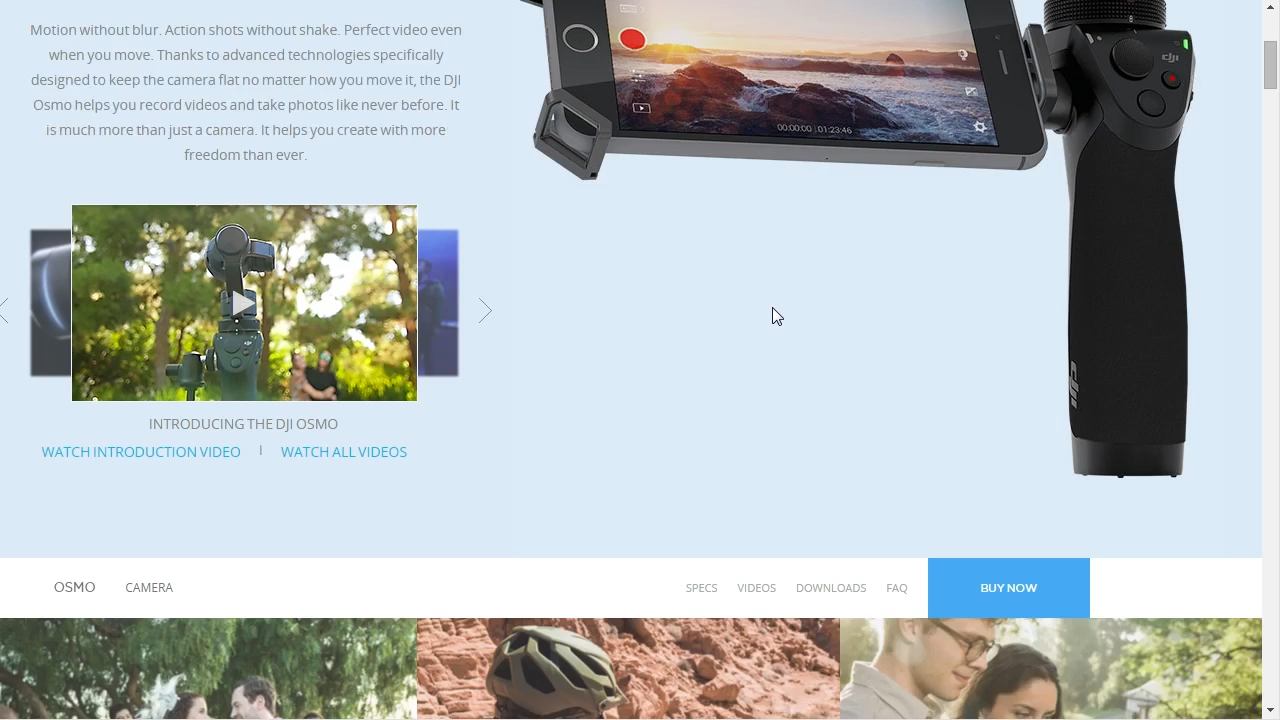 Motion without blur. Action shots without shake. Perfect video even
when you move. Thanks to advanced technologies specifically
designed to keep the camera flat no matter how you move it, the DJI
Osmo helps you record videos and take photos like never before. It
is much more than just a camera. It helps you create with more
freedom than ever.
00:00:00 | 01:23:46
dji
dji
INTRODUCING THE DJI OSMO
WATCH INTRODUCTION VIDEO | WATCH ALL VIDEOS
OSMO CAMERA SPECS VIDEOS DOWNLOADS FAQ BUY NOW